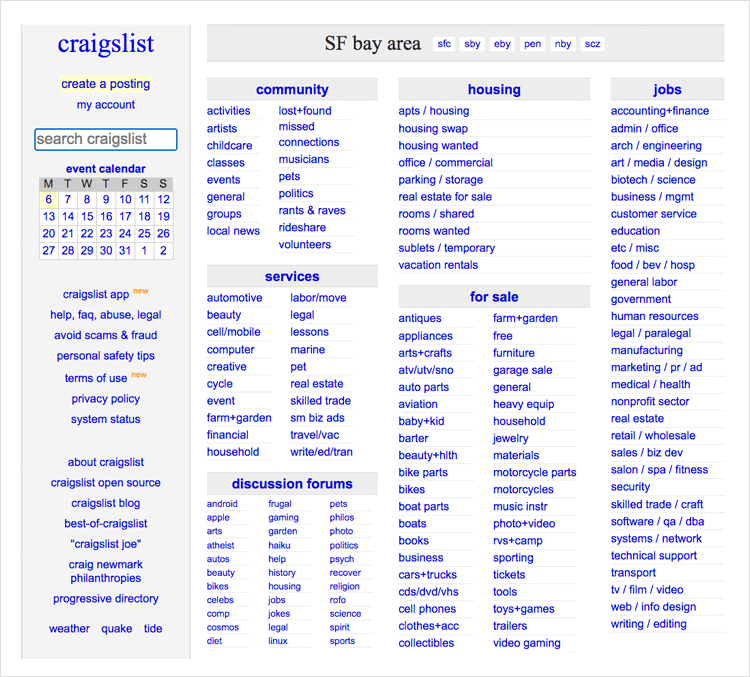 craigslist
create a posting
my account
search craigslist
event calendar
M T W T F S S
6 7 8 9 10 11 12
13 14 15 16 17 18 19
20 21 22 23 24 25 26
27 28 29 30 31 1 2
craigslist app new
help, faq, abuse, legal
avoid scams & fraud
personal safety tips
terms of use new
privacy policy
system status
about craigslist
craigslist open source
craigslist blog
best-of-craigslist
"craigslist joe"
craig newmark
philanthropies
progressive directory
weather quake tide
SF bay area sfc sby eby pen nby scz
community
activities
artists
childcare
classes
events
general
groups
local news
lost+found
missed
connections
musicians
pets
politics
rants & raves
rideshare
volunteers
services
automotive
beauty
cell/mobile
computer
creative
cycle
event
farm+garden
financial
household
labor/move
legal
lessons
marine
pet
real estate
skilled trade
sm biz ads
travel/vac
write/ed/tran
discussion forums
android
apple
arts
atheist
autos
beauty
bikes
celebs
comp
cosmos
diet
frugal
gaming
garden
haiku
help
history
housing
jobs
jokes
legal
linux
pets
philos
photo
politics
psych
recover
religion
rofo
science
spirit
sports
housing
apts / housing
housing swap
housing wanted
office / commercial
parking / storage
real estate for sale
rooms / shared
rooms wanted
sublets / temporary
vacation rentals
for sale
antiques
appliances
arts+crafts
atv/utv/sno
auto parts
aviation
baby+kid
barter
beauty+hlth
bike parts
bikes
boat parts
boats
books
business
cars+trucks
cds/dvd/vhs
cell phones
clothes+acc
collectibles
farm+garden
free
furniture
garage sale
general
heavy equip
household
jewelry
materials
motorcycle parts
motorcycles
music instr
photo+video
rvs+camp
sporting
tickets
tools
toys+games
trailers
video gaming
jobs
accounting+finance
admin / office
arch / engineering
art / media / design
biotech / science
business / mgmt
customer service
education
etc / misc
food / bev / hosp
general labor
government
human resources
legal / paralegal
manufacturing
marketing / pr / ad
medical / health
nonprofit sector
real estate
retail / wholesale
sales / biz dev
salon / spa / fitness
security
skilled trade / craft
software / qa / dba
systems / network
technical support
transport
tv / film / video
web / info design
writing / editing